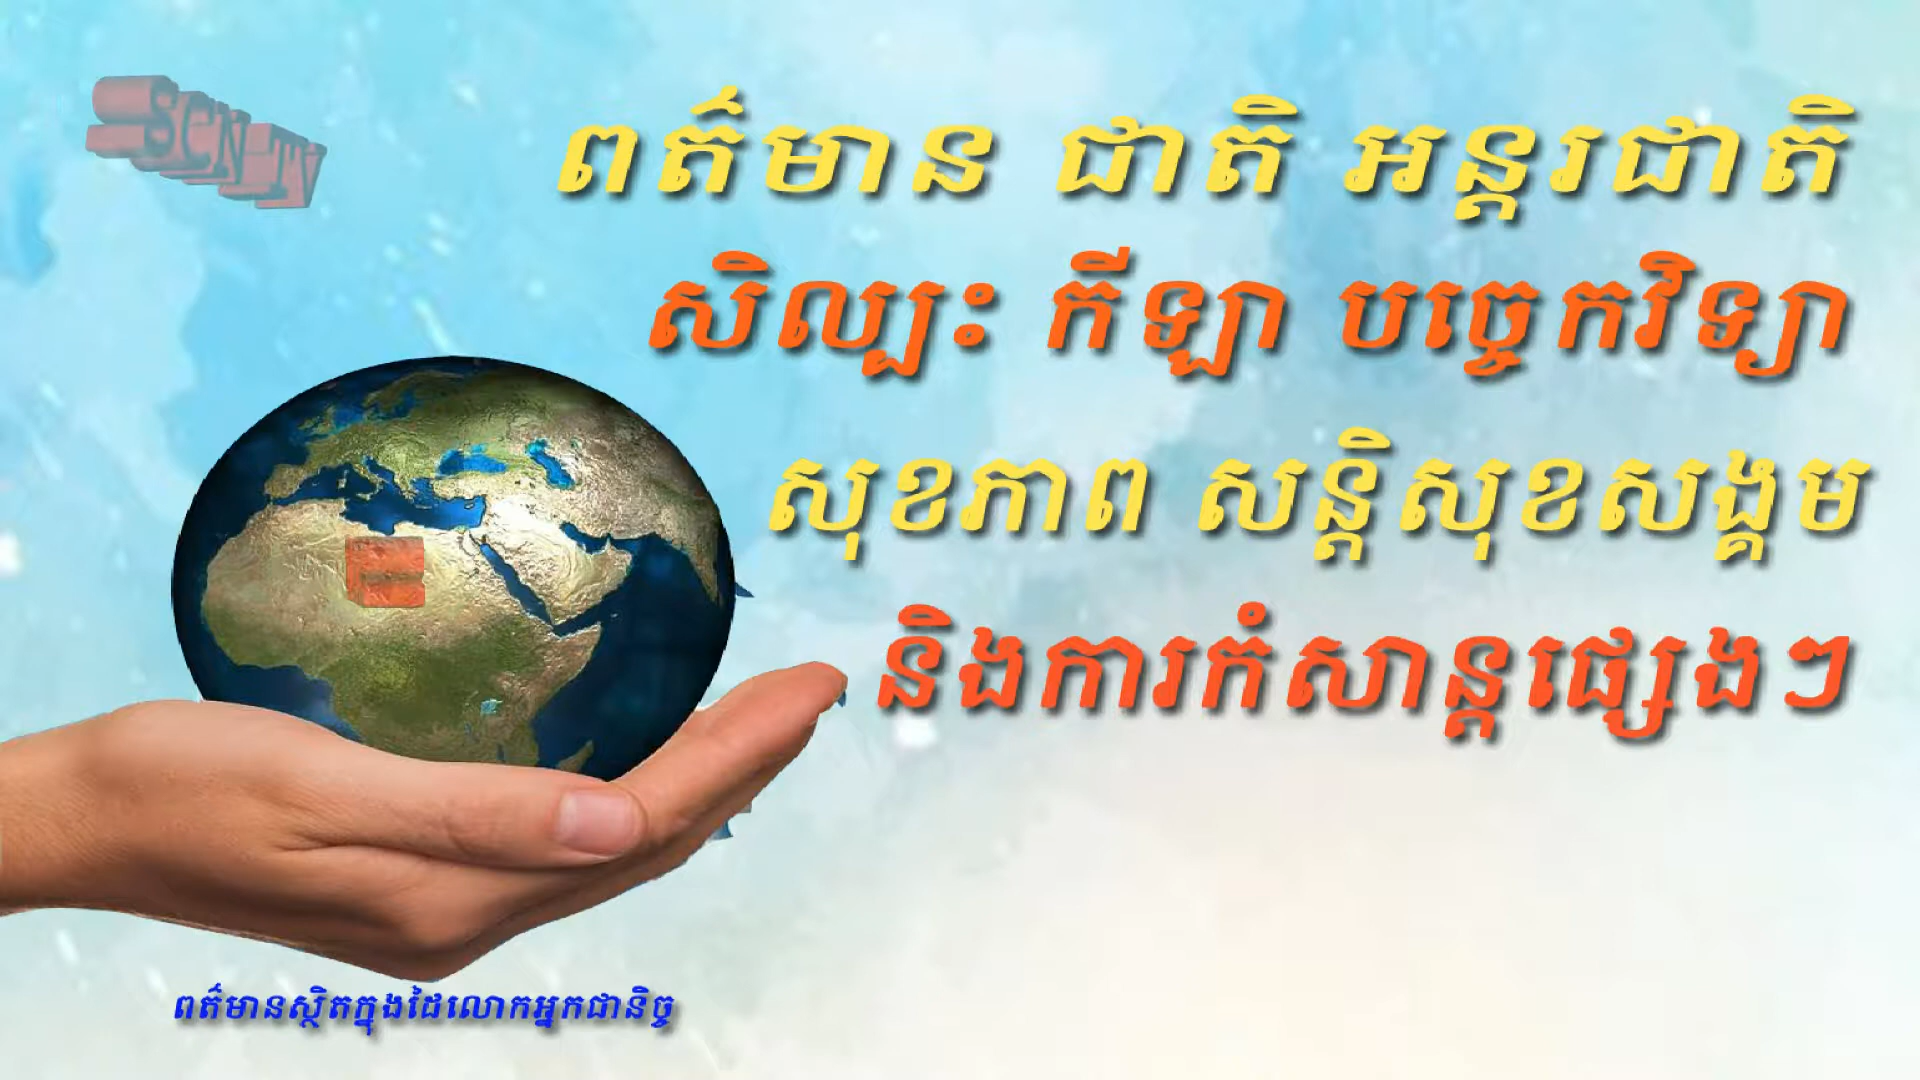 SCN-TV
ពត៌មាន ជាតិ អន្តរជាតិ
សិល្បះ កីឡា បច្ចេកវិទ្យា
សុខភាព សន្តិសុខសង្គម
និងការកំសាន្តផ្សេងៗ
ពត៌មានស្ថិតក្នុងដៃលោកអ្នកជានិច្ច